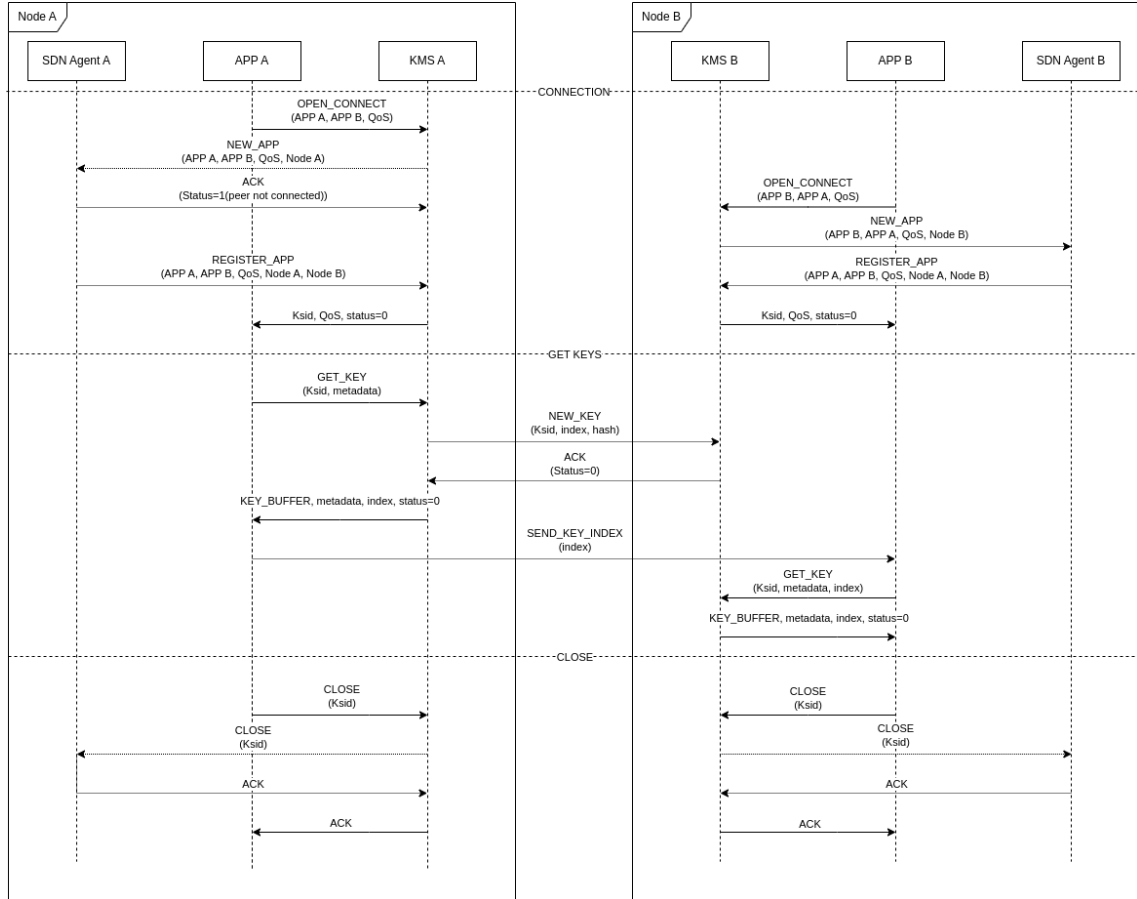 Node A
Node B
SDN Agent A
APP A
KMS A
KMS B
APP B
SDN Agent B
CONNECTION
OPEN_CONNECT
(APP A, APP B, QoS)
NEW_APP
(APP A, APP B, QoS, Node A)
ACK
(Status=1(peer not connected))
OPEN_CONNECT
(APP B, APP A, QoS)
NEW_APP
(APP B, APP A, QoS, Node B)
REGISTER_APP
(APP A, APP B, QoS, Node A, Node B)
REGISTER_APP
(APP A, APP B, QoS, Node A, Node B)
Ksid, QoS, status=0
Ksid, QoS, status=0
GET KEYS
GET_KEY
(Ksid, metadata)
NEW_KEY
(Ksid, index, hash)
ACK
(Status=0)
KEY_BUFFER, metadata, index, status=0
SEND_KEY_INDEX
(index)
GET_KEY
(Ksid, metadata, index)
KEY_BUFFER, metadata, index, status=0
CLOSE
CLOSE
(Ksid)
CLOSE
(Ksid)
CLOSE
(Ksid)
CLOSE
(Ksid)
ACK
ACK
ACK
ACK